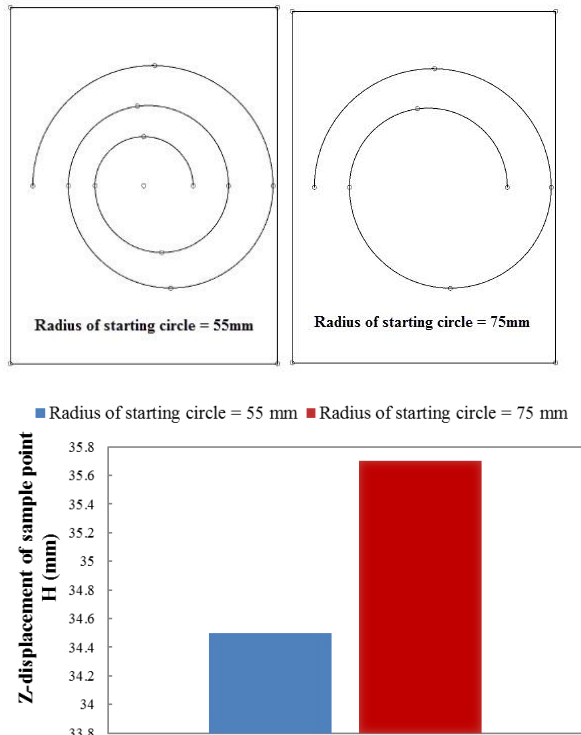 Radius of starting circle = 55mm
Radius of starting circle = 75mm
Radius of starting circle = 55 mm
Radius of starting circle = 75 mm
Z-displacement of sample point
H (mm)
35.8
35.6
35.4
35.2
35
34.8
34.6
34.4
34.2
34
33.8